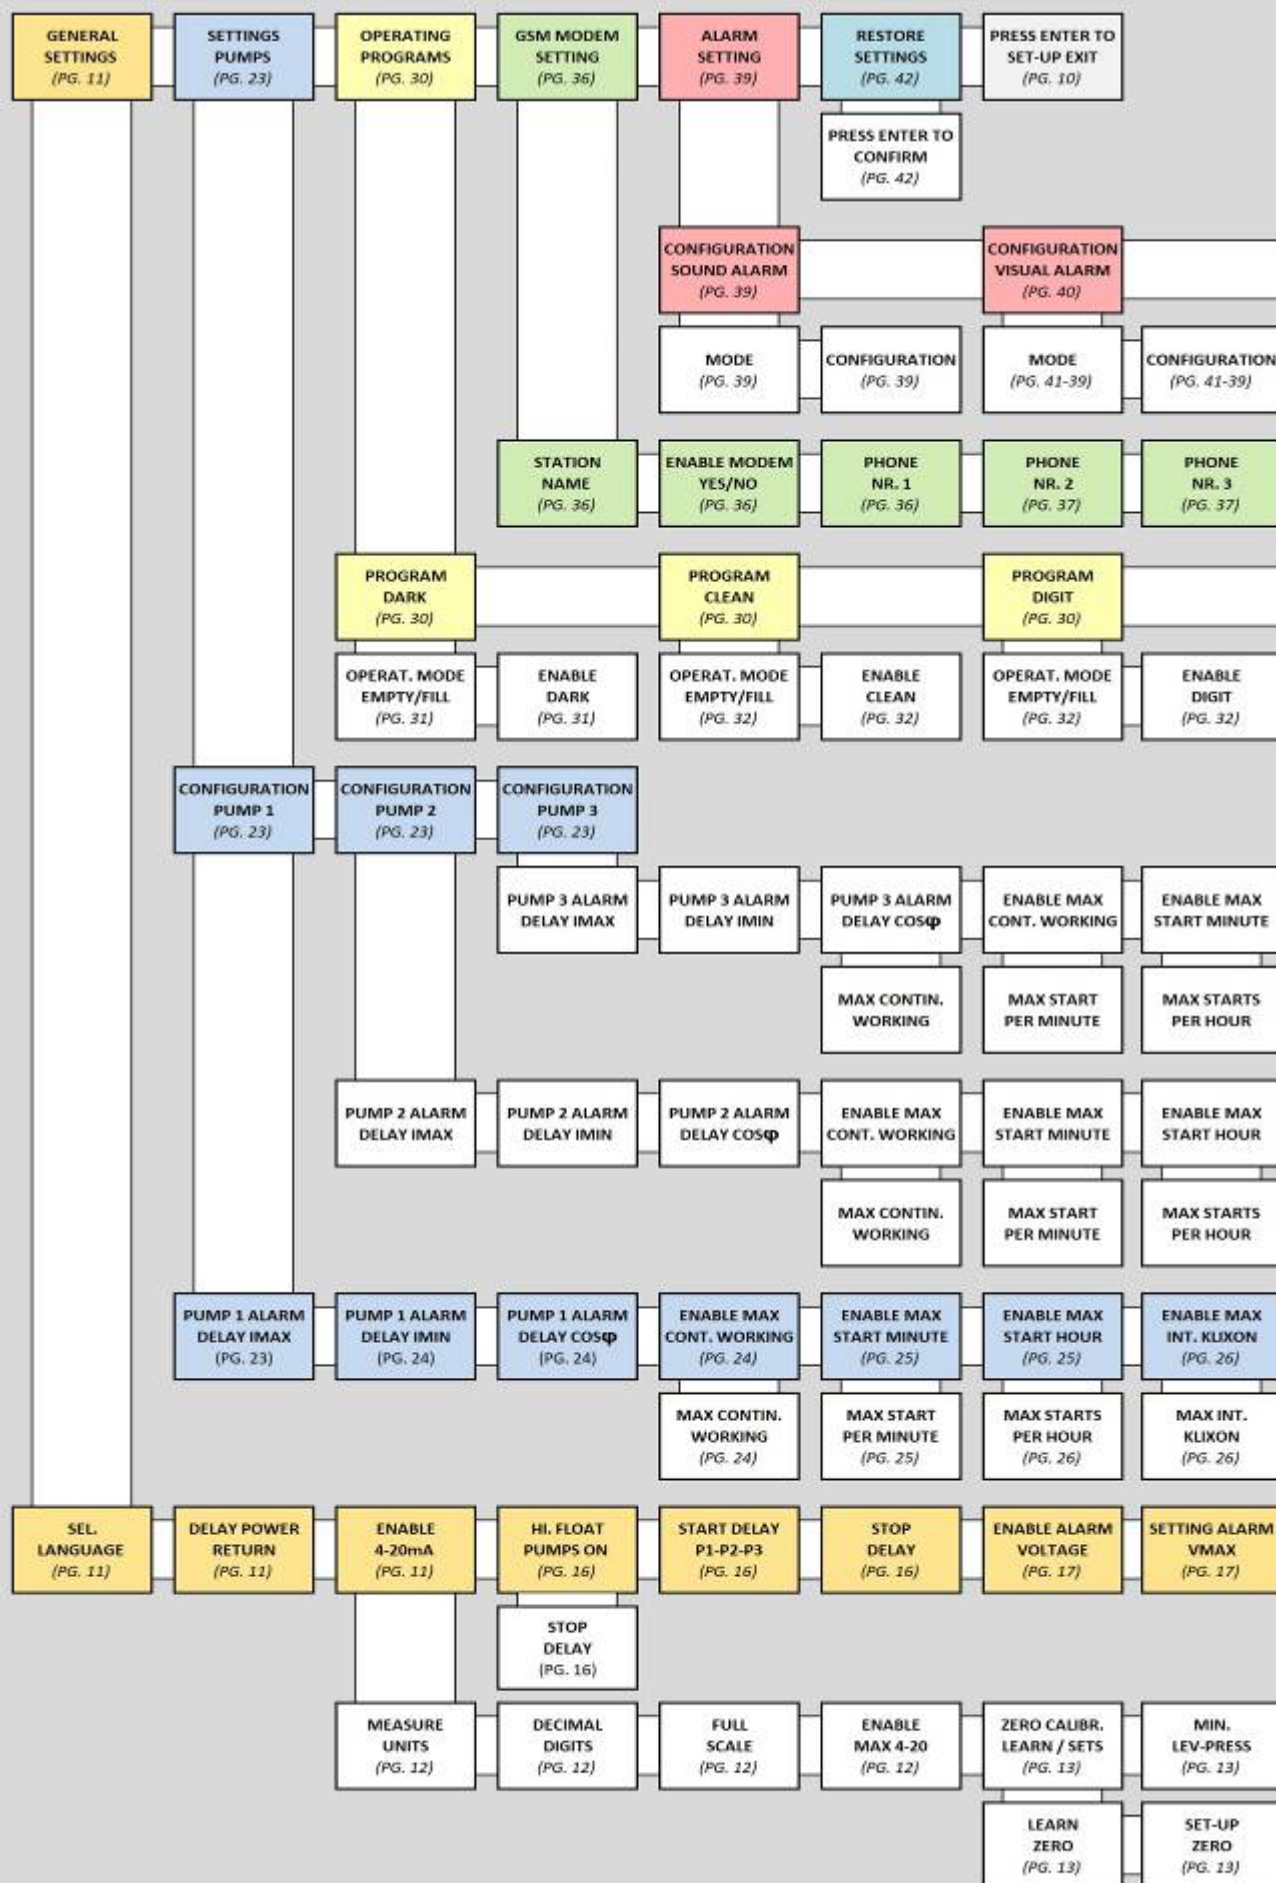 GENERAL
SETTINGS
(PG. 11)
SETTINGS
PUMPS
(PG. 23)
OPERATING
PROGRAMS
(PG. 30)
GSM MODEM
SETTING
(PG. 36)
ALARM
SETTING
(PG. 39)
RESTORE
SETTINGS
(PG. 42)
PRESS ENTER TO
SET-UP EXIT
(PG. 10)
PRESS ENTER TO
CONFIRM
(PG. 42)
CONFIGURATION
SOUND ALARM
(PG. 39)
CONFIGURATION
VISUAL ALARM
(PG. 40)
MODE
(PG. 39)
CONFIGURATION
(PG. 39)
MODE
(PG. 41-39)
CONFIGURATION
(PG. 41-39)
STATION
NAME
(PG. 36)
ENABLE MODEM
YES/NO
(PG. 36)
PHONE
NR. 1
(PG. 36)
PHONE
NR. 2
(PG. 37)
PHONE
NR. 3
(PG. 37)
PROGRAM
DARK
(PG. 30)
PROGRAM
CLEAN
(PG. 30)
PROGRAM
DIGIT
(PG. 30)
OPERAT. MODE
EMPTY/FILL
(PG. 31)
ENABLE
DARK
(PG. 31)
OPERAT. MODE
EMPTY/FILL
(PG. 32)
ENABLE
CLEAN
(PG. 32)
OPERAT. MODE
EMPTY/FILL
(PG. 32)
ENABLE
DIGIT
(PG. 32)
CONFIGURATION
PUMP 1
(PG. 23)
CONFIGURATION
PUMP 2
(PG. 23)
CONFIGURATION
PUMP 3
(PG. 23)
PUMP 3 ALARM
DELAY IMAX
PUMP 3 ALARM
DELAY IMIN
PUMP 3 ALARM
DELAY COSφ
ENABLE MAX
CONT. WORKING
ENABLE MAX
START MINUTE
MAX CONTIN.
WORKING
MAX START
PER MINUTE
MAX STARTS
PER HOUR
PUMP 2 ALARM
DELAY IMAX
PUMP 2 ALARM
DELAY IMIN
PUMP 2 ALARM
DELAY COSφ
ENABLE MAX
CONT. WORKING
ENABLE MAX
START MINUTE
ENABLE MAX
START HOUR
MAX CONTIN.
WORKING
MAX START
PER MINUTE
MAX STARTS
PER HOUR
PUMP 1 ALARM
DELAY IMAX
(PG. 23)
PUMP 1 ALARM
DELAY IMIN
(PG. 24)
PUMP 1 ALARM
DELAY COSφ
(PG. 24)
ENABLE MAX
CONT. WORKING
(PG. 24)
ENABLE MAX
START MINUTE
(PG. 25)
ENABLE MAX
START HOUR
(PG. 25)
ENABLE MAX
INT. KLIXON
(PG. 26)
MAX CONTIN.
WORKING
(PG. 24)
MAX START
PER MINUTE
(PG. 25)
MAX STARTS
PER HOUR
(PG. 26)
MAX INT.
KLIXON
(PG. 26)
SEL.
LANGUAGE
(PG. 11)
DELAY POWER
RETURN
(PG. 11)
ENABLE
4-20mA
(PG. 11)
HI. FLOAT
PUMPS ON
(PG. 16)
START DELAY
P1-P2-P3
(PG. 16)
STOP
DELAY
(PG. 16)
ENABLE ALARM
VOLTAGE
(PG. 17)
SETTING ALARM
VMAX
(PG. 17)
STOP
DELAY
(PG. 16)
MEASURE
UNITS
(PG. 12)
DECIMAL
DIGITS
(PG. 12)
FULL
SCALE
(PG. 12)
ENABLE
MAX 4-20
(PG. 12)
ZERO CALIBR.
LEARN / SETS
(PG. 13)
MIN.
LEV-PRESS
(PG. 13)
LEARN
ZERO
(PG. 13)
SET-UP
ZERO
(PG. 13)